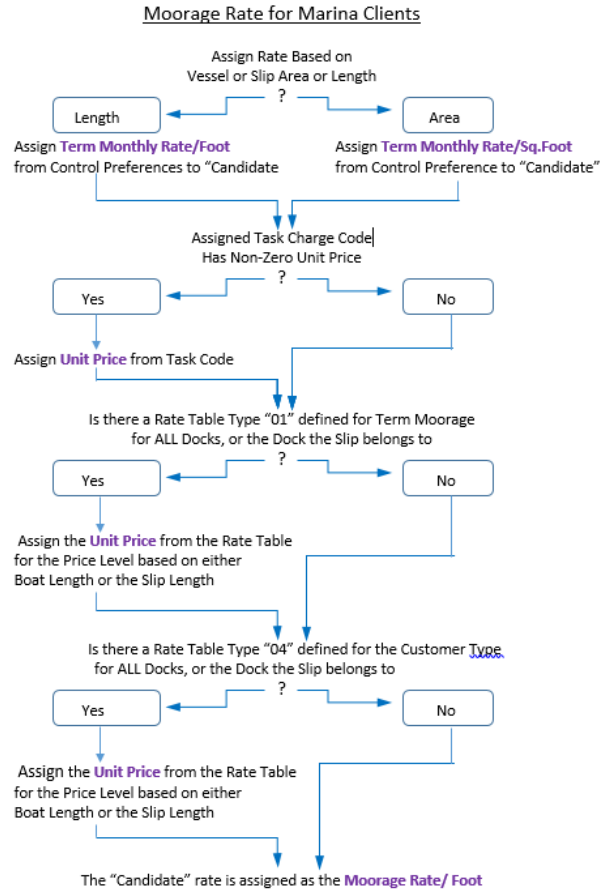 Moorage Rate for Marina Clients
Assign Rate Based on
Vessel or Slip Area or Length
?
Length
Area
Assign Term Monthly Rate/Foot
from Control Preferences to “Candidate
Assign Term Monthly Rate/Sq.Foot
from Control Preference to “Candidate”
Assigned Task Charge Code
Has Non-Zero Unit Price
?
Yes
No
Assign Unit Price from Task Code
Is there a Rate Table Type “01” defined for Term Moorage
for ALL Docks, or the Dock the Slip belongs to
?
Yes
No
Assign the Unit Price from the Rate Table
for the Price Level based on either
Boat Length or the Slip Length
Is there a Rate Table Type “04” defined for the Customer Type
for ALL Docks, or the Dock the Slip belongs to
?
Yes
No
Assign the Unit Price from the Rate Table
for the Price Level based on either
Boat Length or the Slip Length
The “Candidate” rate is assigned as the Moorage Rate/ Foot